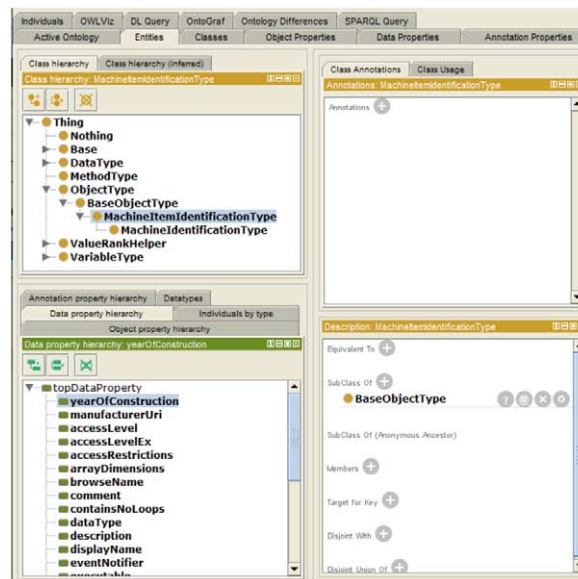 Individuals OWLViz DL Query OntoGraf Ontology Differences SPARQL Query
Active Ontology Entities Classes Object Properties Data Properties Annotation Properties
Class hierarchy Class hierarchy (inferred)
Class hierarchy: MachineItemIdentificationType
Thing
Nothing
Base
DataType
MethodType
ObjectType
BaseObjectType
MachineItemIdentificationType
MachineIdentificationType
ValueRankHelper
VariableType
Annotation property hierarchy Datatypes
Data property hierarchy Individuals by type
Object property hierarchy
Data property hierarchy: yearOfConstruction
topDataProperty
yearOfConstruction
manufacturerUri
accessLevel
accessLevelEx
accessRestrictions
arrayDimensions
browseName
comment
containsNoLoops
dataType
description
displayName
eventNotifier
executable
Class Annotations Class Usage
Annotations: MachineItemIdentificationType
Annotations
Description: MachineItemIdentificationType
Equivalent To
SubClass Of
BaseObjectType
SubClass Of (Anonymous Ancestor)
Members
Target for Key
Disjoint With
Disjoint Union Of